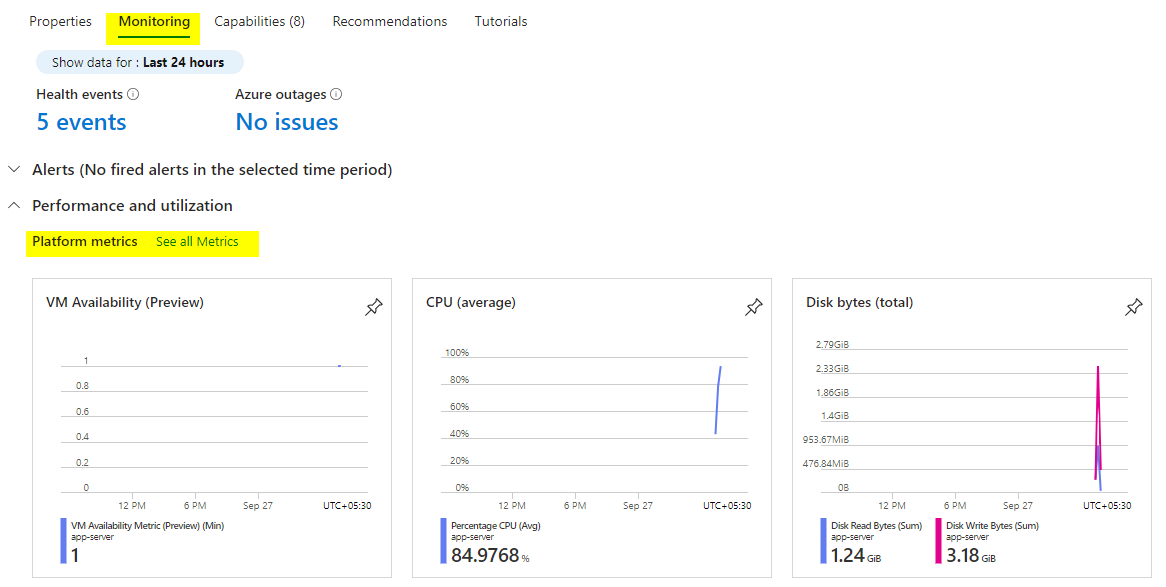 Properties Monitoring Capabilities (8) Recommendations Tutorials
Show data for : Last 24 hours
Health events Azure outages
5 events No issues
Alerts (No fired alerts in the selected time period)
Performance and utilization
Platform metrics See all Metrics
VM Availability (Preview)
1
0.8
0.6
0.4
0.2
0
12 PM 6 PM Sep 27 UTC+05:30
VM Availability Metric (Preview) (Min)
app-server
1
CPU (average)
100%
80%
60%
40%
20%
0%
12 PM 6 PM Sep 27 UTC+05:30
Percentage CPU (Avg)
app-server
84.9768 %
Disk bytes (total)
2.79GiB
2.33GiB
1.86GiB
1.4GiB
953.67MiB
476.84MiB
0B
12 PM 6 PM Sep 27 UTC+05:30
Disk Read Bytes (Sum)
app-server
1.24 GiB
Disk Write Bytes (Sum)
app-server
3.18 GiB